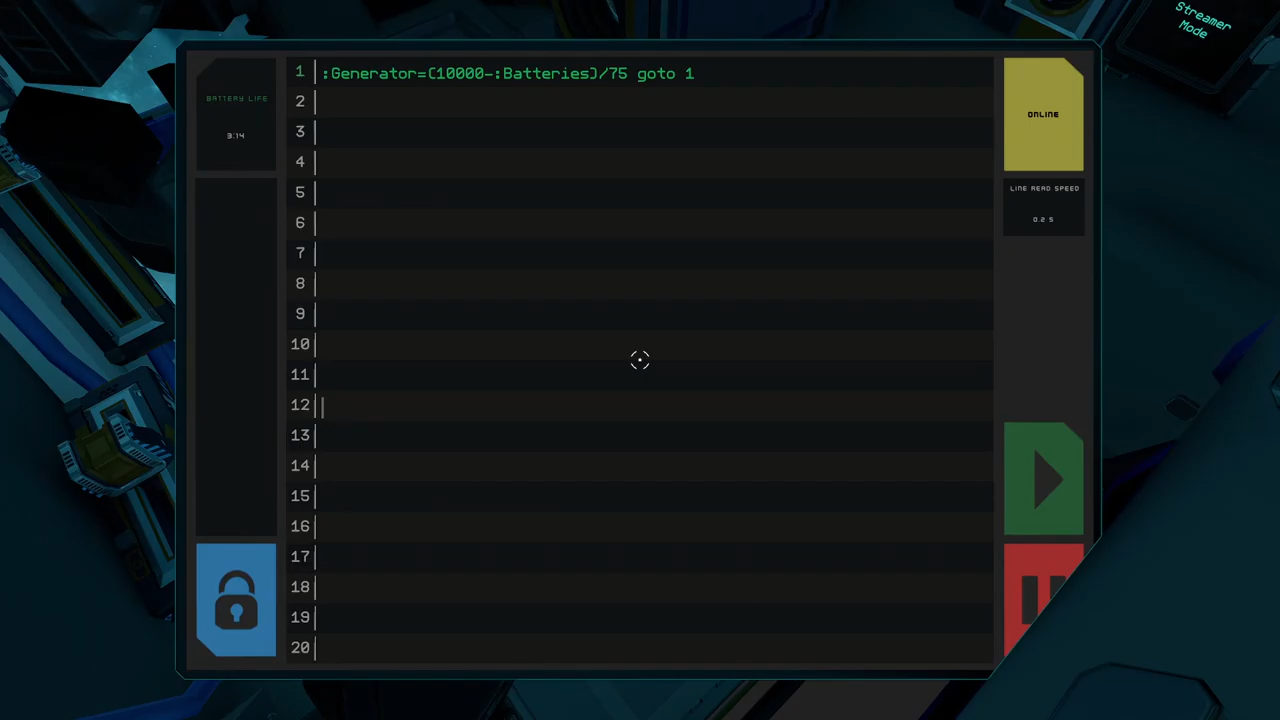 Streamer
Mode
BATTERY LIFE
3:14
1 :Generator=(10000-:Batteries)/75 goto 1
2
3
4
5
6
7
8
9
10
11
12
13
14
15
16
17
18
19
20
ONLINE
LINE READ SPEED
0.2 S